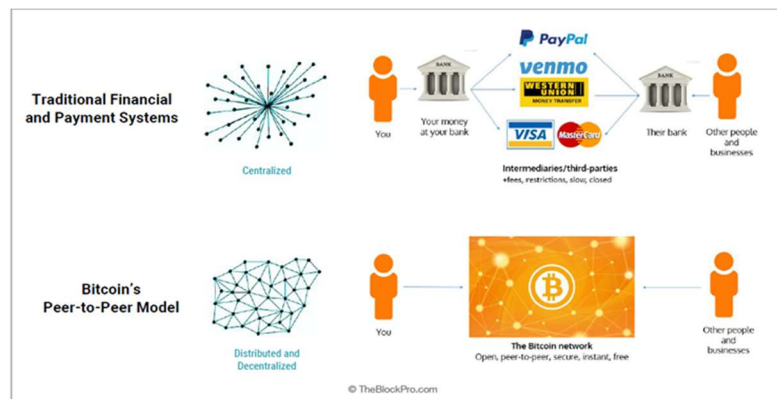 Traditional Financial
and Payment Systems
Centralized
You
BANK
Your money
at your bank
PayPal
venmo
WESTERN
UNION
MONEY TRANSFER
VISA
MasterCard
Intermediaries/third-parties
+fees, restrictions, slow, closed
BANK
Their bank
Other people
and
businesses
Bitcoin's
Peer-to-Peer Model
Distributed and
Decentralized
You
The Bitcoin network
Open, peer-to-peer, secure, instant, free
Other people
and
businesses
© TheBlockPro.com